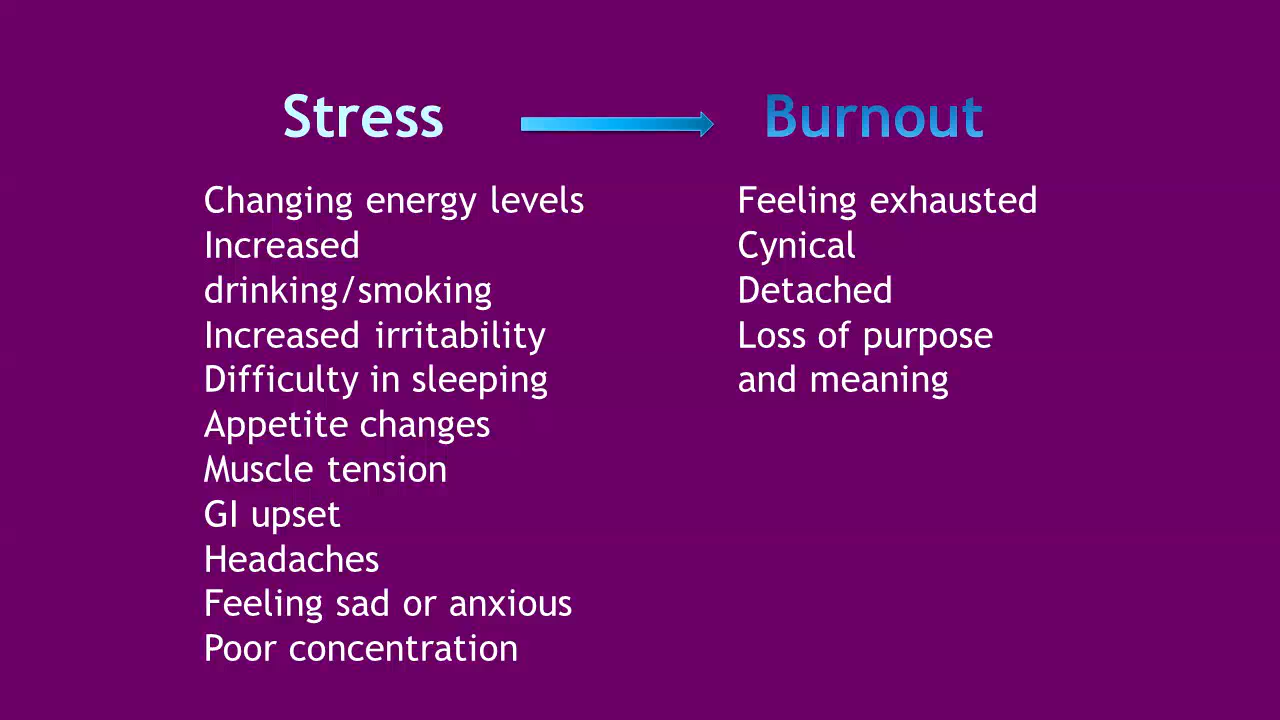 Stress
Changing energy levels
Increased
drinking/smoking
Increased irritability
Difficulty in sleeping
Appetite changes
Muscle tension
GI upset
Headaches
Feeling sad or anxious
Poor concentration
Burnout
Feeling exhausted
Cynical
Detached
Loss of purpose
and meaning